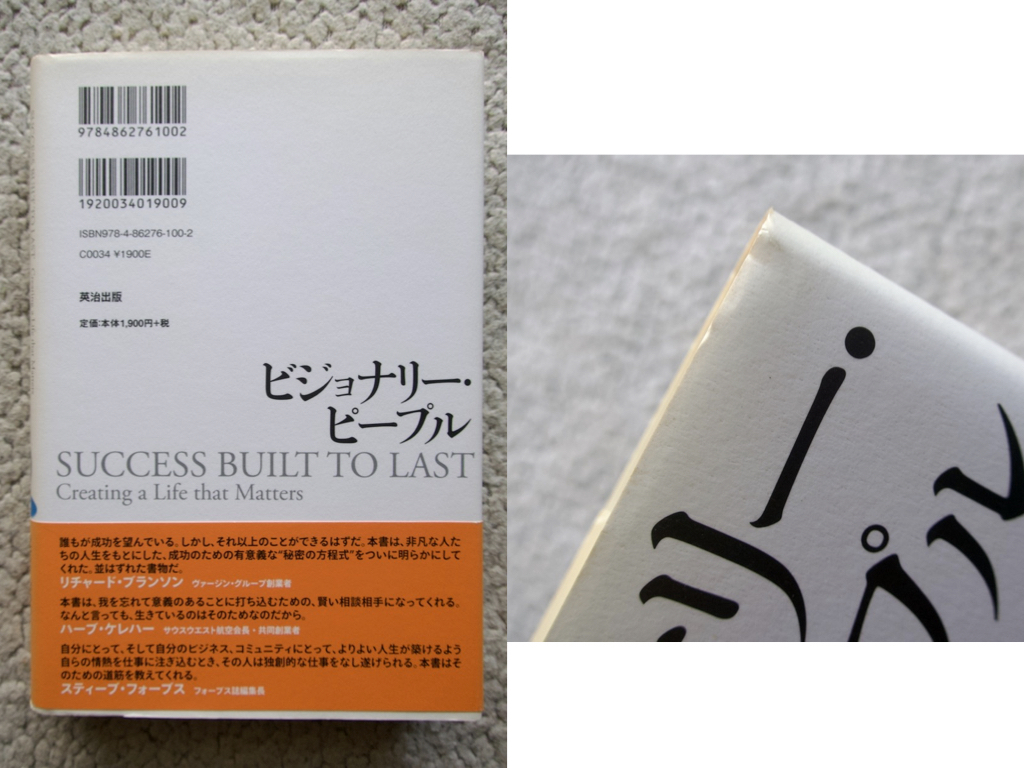 9784862761002
1920034019009
ISBN978-4-86276-100-2
C0034 ¥1900E
英治出版
定価:本体1,900円+税
ビジョナリー・
ピープル
SUCCESS BUILT TO LAST
Creating a Life that Matters
誰もが成功を望んでいる。しかし、それ以上のことができるはずだ。本書は、非凡な人た
ちの人生をもとにした、成功のための有意義な“秘密の方程式”をついに明らかにして
くれた。並はずれた書物だ。
リチャード・ブランソン ヴァージン・グループ創業者
本書は、我を忘れて意義のあることに打ち込むための、賢い相談相手になってくれる。
なんと言っても、生きているのはそのためなのだから。
ハーブ・ケレハー サウスウエスト航空会長・共同創業者
自分にとって、そして自分のビジネス、コミュニティにとって、よりよい人生が築けるよう
自らの情熱を仕事に注ぎ込むとき、その人は独創的な仕事をなし遂げられる。本書はそ
のための道筋を教えてくれる。
スティーブ・フォーブス フォーブス誌編集長